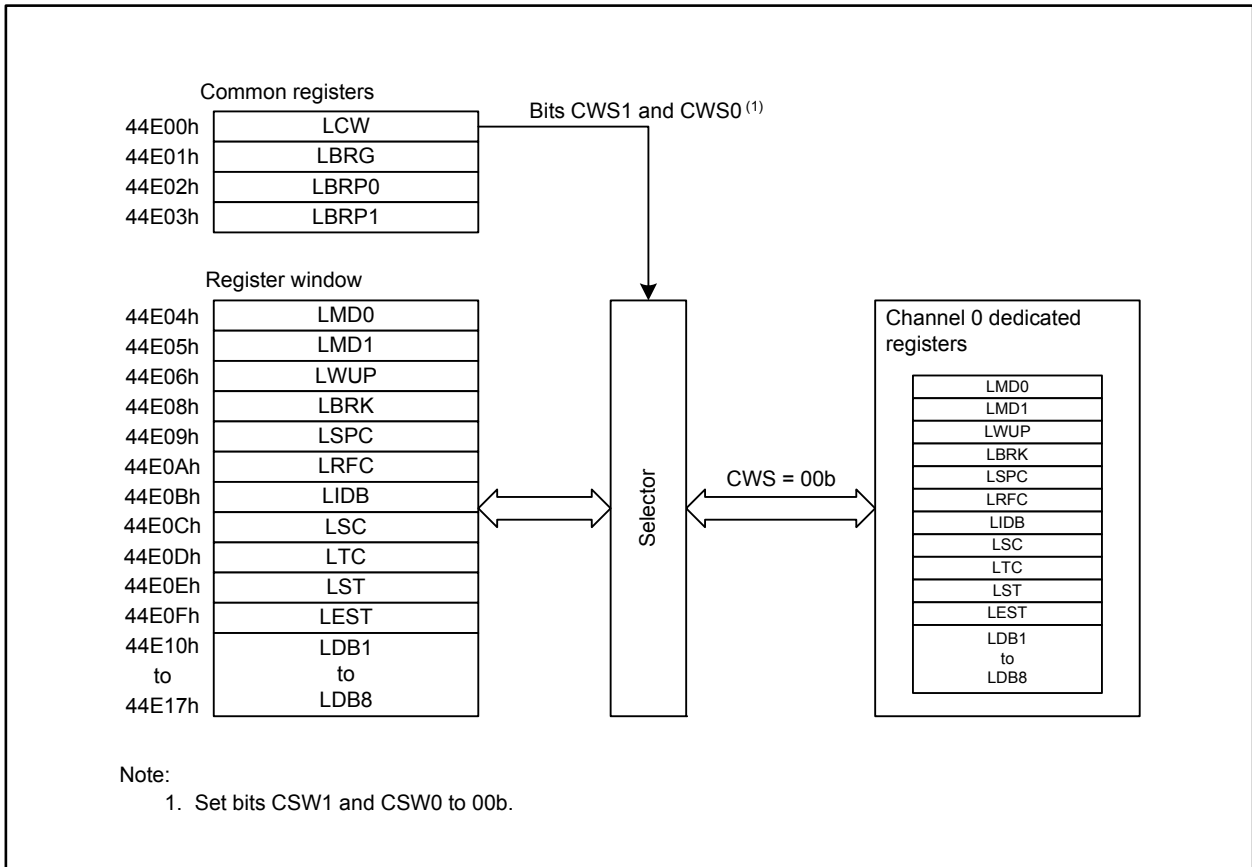 Common registers
Bits CWS1 and CWS0 (1)
44E00h LCW
44E01h LBRG
44E02h LBRP0
44E03h LBRP1
Register window
44E04h LMD0
44E05h LMD1
44E06h LWUP
44E08h LBRK
44E09h LSPC
44E0Ah LRFC
44E0Bh LIDB
44E0Ch LSC
44E0Dh LTC
44E0Eh LST
44E0Fh LEST
44E10h LDB1
to to
44E17h LDB8
Selector
CWS = 00b
Channel 0 dedicated
registers
LMD0
LMD1
LWUP
LBRK
LSPC
LRFC
LIDB
LSC
LTC
LST
LEST
LDB1
to
LDB8
Note:
1. Set bits CSW1 and CSW0 to 00b.